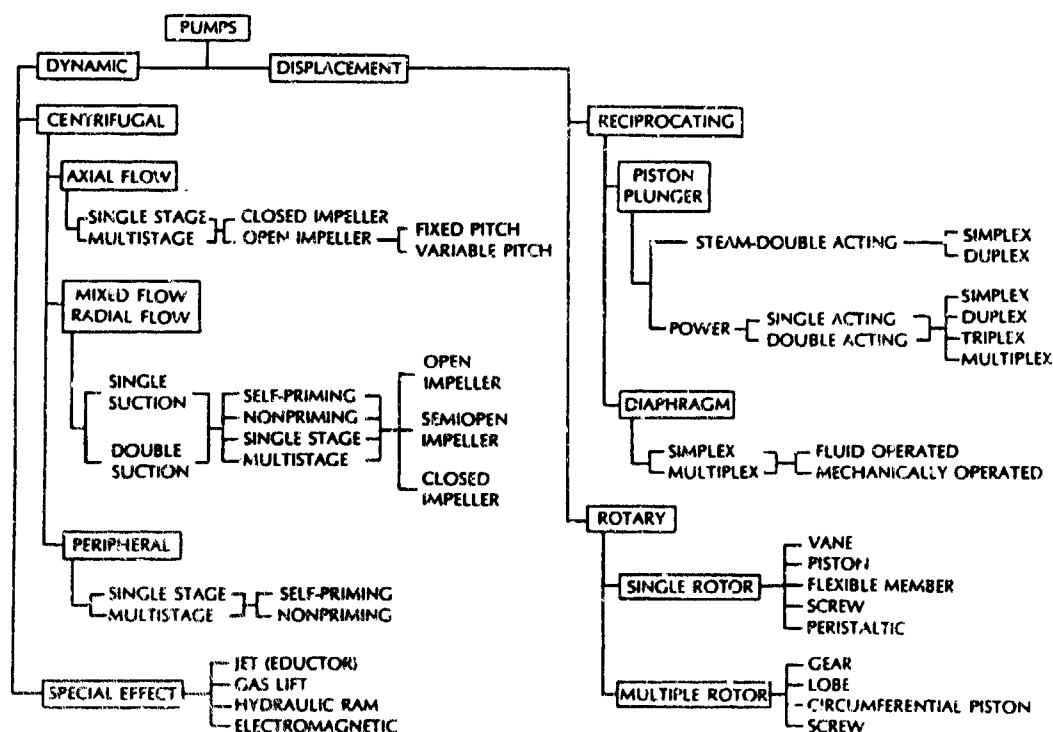 PUMPS
DYNAMIC
DISPLACEMENT
CENTRIFUGAL
AXIAL FLOW
SINGLE STAGE
MULTISTAGE
CLOSED IMPELLER
OPEN IMPELLER
FIXED PITCH
VARIABLE PITCH
MIXED FLOW
RADIAL FLOW
SINGLE
SUCTION
DOUBLE
SUCTION
SELF-PRIMING
NONPRIMING
SINGLE STAGE
MULTISTAGE
OPEN
IMPELLER
SEMIOPEN
IMPELLER
CLOSED
IMPELLER
PERIPHERAL
SINGLE STAGE
MULTISTAGE
SELF-PRIMING
NONPRIMING
SPECIAL EFFECT
JET (EDUCTOR)
GAS LIFT
HYDRAULIC RAM
ELECTROMAGNETIC
RECIPROCATING
PISTON
PLUNGER
STEAM-DOUBLE ACTING
SIMPLEX
DUPLEX
POWER
SINGLE ACTING
DOUBLE ACTING
SIMPLEX
DUPLEX
TRIPLEX
MULTIPLEX
DIAPHRAGM
SIMPLEX
MULTIPLEX
FLUID OPERATED
MECHANICALLY OPERATED
ROTARY
SINGLE ROTOR
VANE
PISTON
FLEXIBLE MEMBER
SCREW
PERISTALTIC
MULTIPLE ROTOR
GEAR
LOBE
CIRCUMFERENTIAL PISTON
SCREW